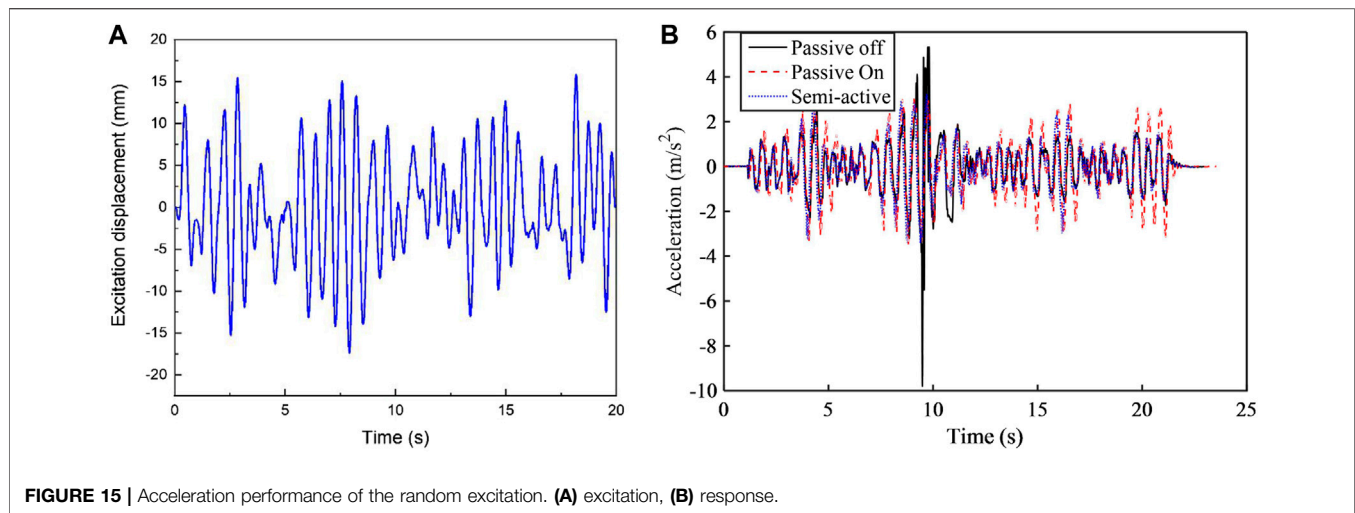 A
20
15
10
5
0
-5
-10
-15
-20
Excitation displacement (mm)
0 5 10 15 20
Time (s)
B
Passive off
Passive On
Semi-active
6
4
2
0
-2
-4
-6
-8
-10
Acceleration (m/s²)
0 5 10 15 20 25
Time (s)
FIGURE 15 | Acceleration performance of the random excitation. (A) excitation, (B) response.